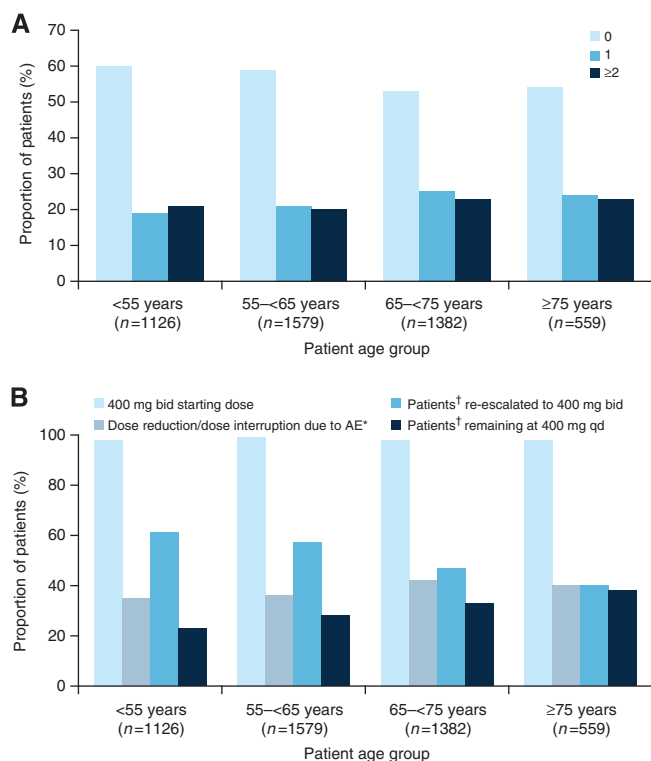 A
70
60
50
40
30
20
10
0
Proportion of patients (%)
0
1
≥2
<55 years
(n=1126)
55–<65 years
(n=1579)
65–<75 years
(n=1382)
≥75 years
(n=559)
Patient age group
B
400 mg bid starting dose
Patients† re-escalated to 400 mg bid
Dose reduction/dose interruption due to AE*
Patients† remaining at 400 mg qd
100
80
60
40
20
0
Proportion of patients (%)
<55 years
(n=1126)
55–<65 years
(n=1579)
65–<75 years
(n=1382)
≥75 years
(n=559)
Patient age group